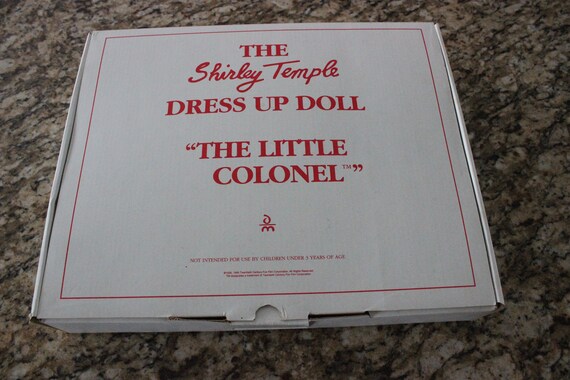 THE
Shirley Temple
DRESS UP DOLL
“THE LITTLE
COLONEL™”
NOT INTENDED FOR USE BY CHILDREN UNDER 3 YEARS OF AGE